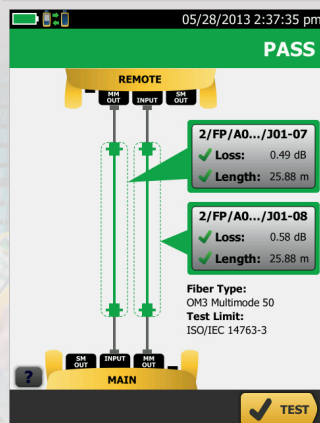 05/28/2013 2:37:35 pm
PASS
REMOTE
MM OUT INPUT SM OUT
2/FP/A0.../J01-07
Loss: 0.49 dB
Length: 25.88 m
2/FP/A0.../J01-08
Loss: 0.58 dB
Length: 25.88 m
Fiber Type:
OM3 Multimode 50
Test Limit:
ISO/IEC 14763-3
SM OUT INPUT MM OUT
?
MAIN
TEST